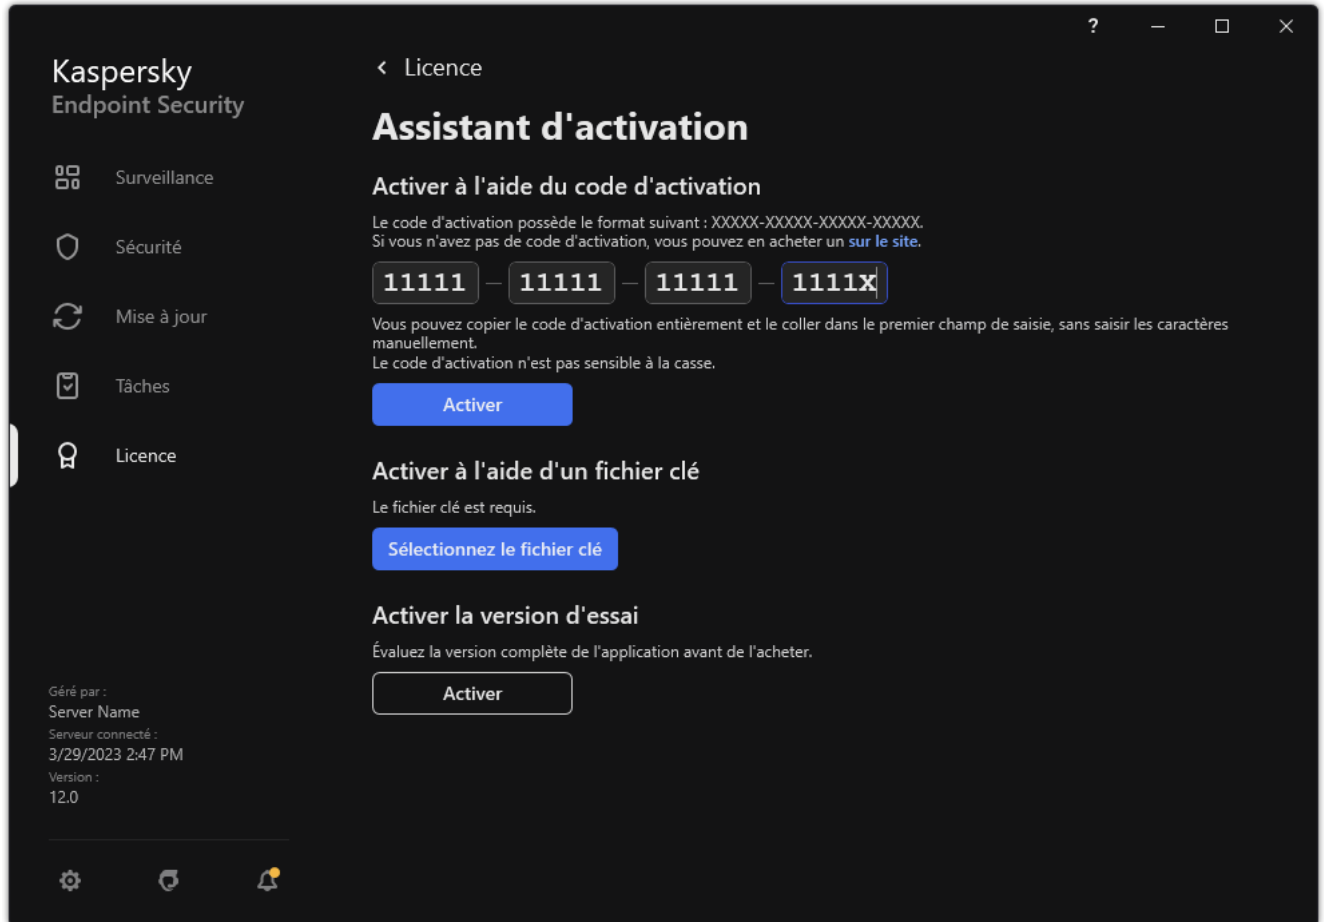 ?
Kaspersky
Endpoint Security
Surveillance
Sécurité
Mise à jour
Tâches
Licence
Géré par :
Server Name
Serveur connecté :
3/29/2023 2:47 PM
Version :
12.0
Licence
Assistant d'activation
Activer à l'aide du code d'activation
Le code d'activation possède le format suivant : XXXXX-XXXXX-XXXXX-XXXXX.
Si vous n'avez pas de code d'activation, vous pouvez en acheter un sur le site.
11111 – 11111 – 11111 – 1111X
Vous pouvez copier le code d'activation entièrement et le coller dans le premier champ de saisie, sans saisir les caractères
manuellement.
Le code d'activation n'est pas sensible à la casse.
Activer
Activer à l'aide d'un fichier clé
Le fichier clé est requis.
Sélectionnez le fichier clé
Activer la version d'essai
Évaluez la version complète de l'application avant de l'acheter.
Activer